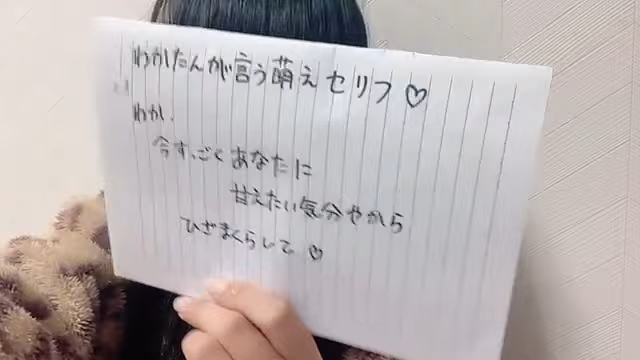 わかたんが言う萌えセリフ♡
わか、
今すっごくあなたに
甘えたい気分やから
ひざまくらして♡